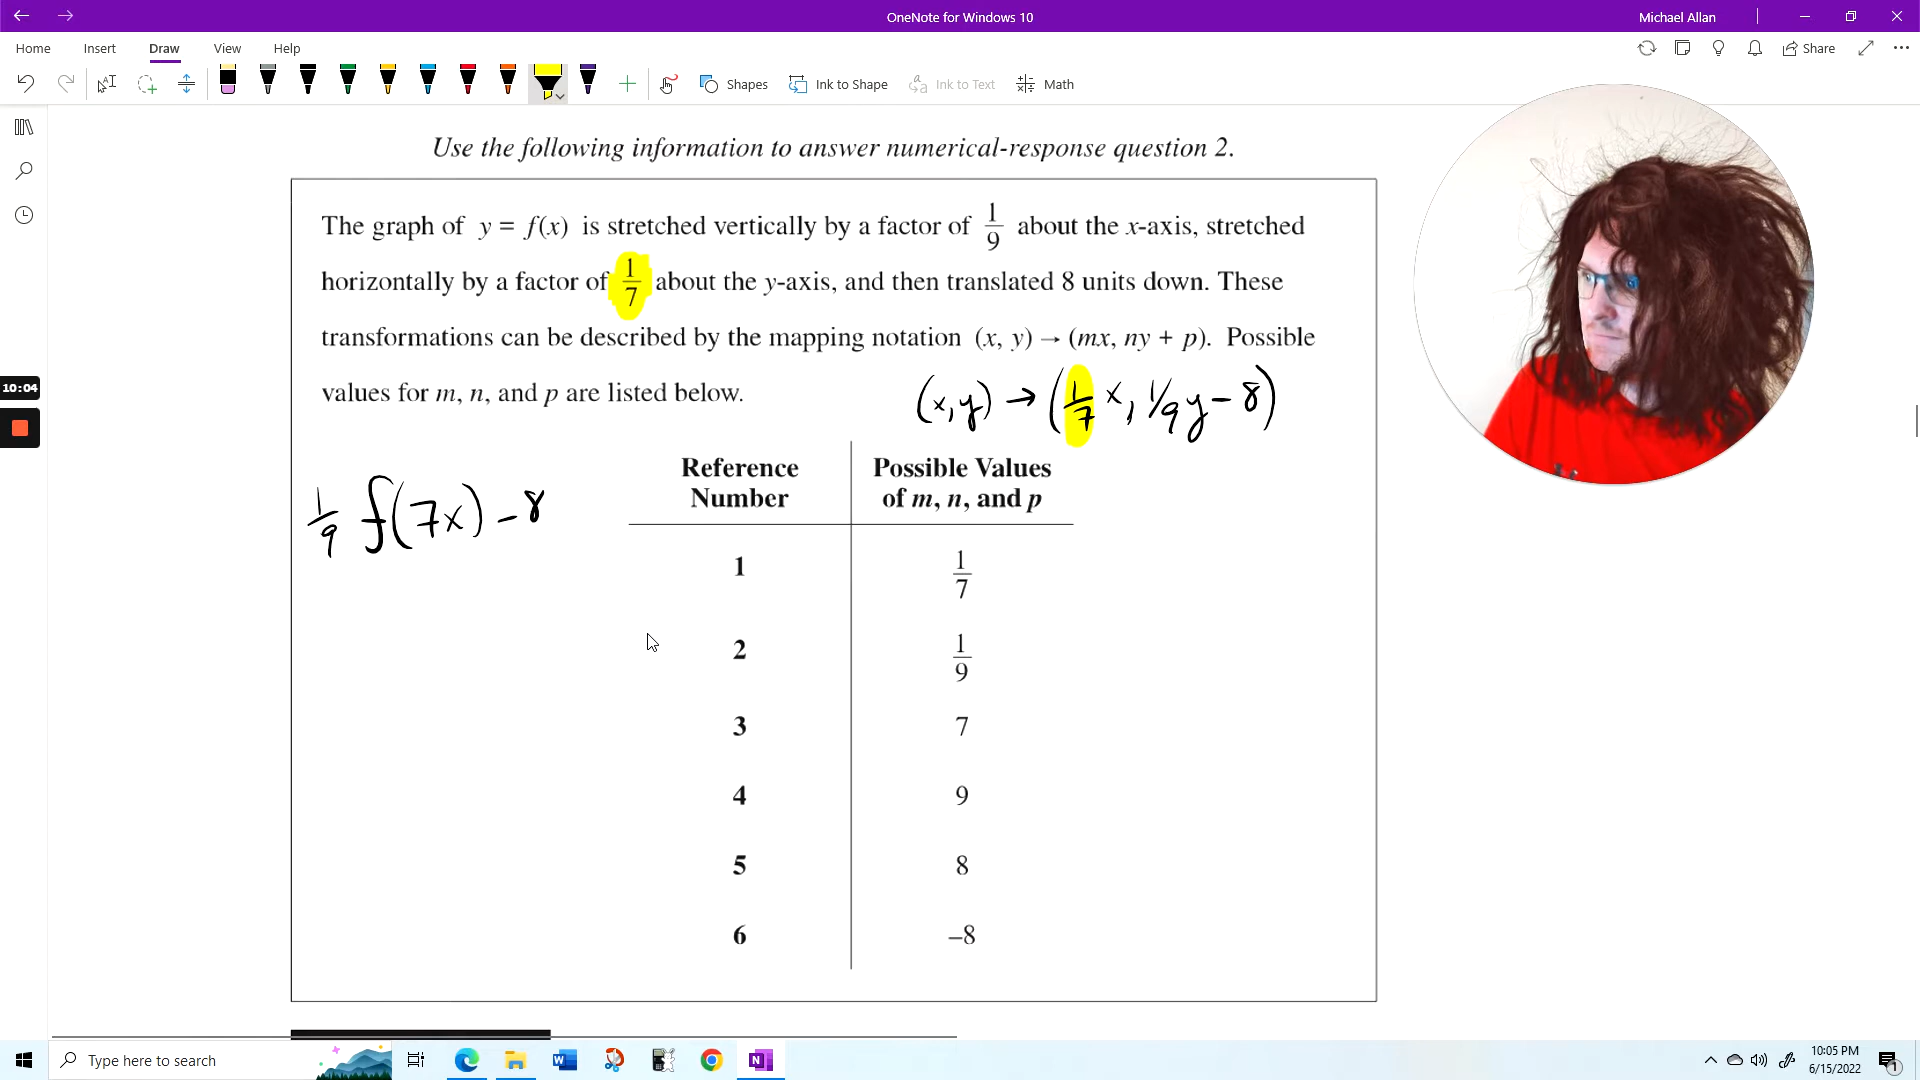 OneNote for Windows 10
Michael Allan
Home Insert Draw View Help
Share
Shapes Ink to Shape Ink to Text Math
Use the following information to answer numerical-response question 2.
The graph of y = f(x) is stretched vertically by a factor of 1/9 about the x-axis, stretched
horizontally by a factor of 1/7 about the y-axis, and then translated 8 units down. These
transformations can be described by the mapping notation (x, y) → (mx, ny + p). Possible
values for m, n, and p are listed below.
(x,y) → (1/7 x, 1/9 y - 8)
10:04
1/9 f(7x) - 8
Reference Number Possible Values of m, n, and p
1 1/7
2 1/9
3 7
4 9
5 8
6 –8
Type here to search
10:05 PM
6/15/2022
1